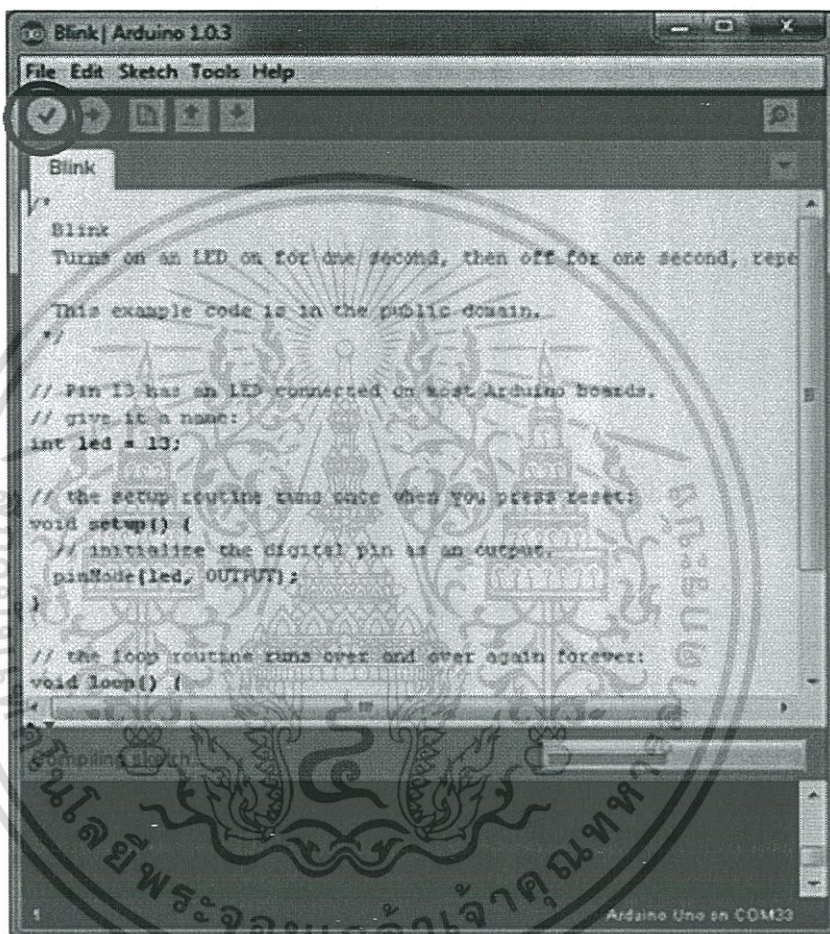 Blink | Arduino 1.0.3
File Edit Sketch Tools Help
Blink
/*
Blink
Turns on an LED on for one second, then off for one second, repe
This example code is in the public domain.
*/
// Pin 13 has an LED connected on most Arduino boards.
// give it a name:
int led = 13;
// the setup routine runs once when you press reset:
void setup() {
// initialize the digital pin as an output.
pinMode(led, OUTPUT);
}
// the loop routine runs over and over again forever:
void loop() {
Compiling sketch
1
Arduino Uno on COM33